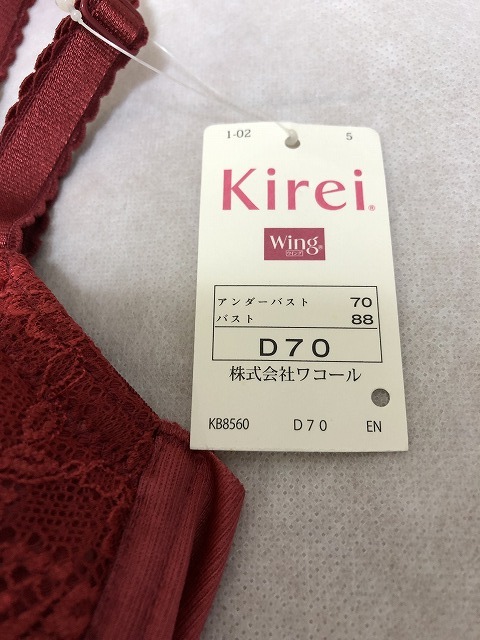 1-02 5
Kirei®
Wing®
ウイング
アンダーバスト 70
バスト 88
D70
株式会社ワコール
KB8560 D70 EN